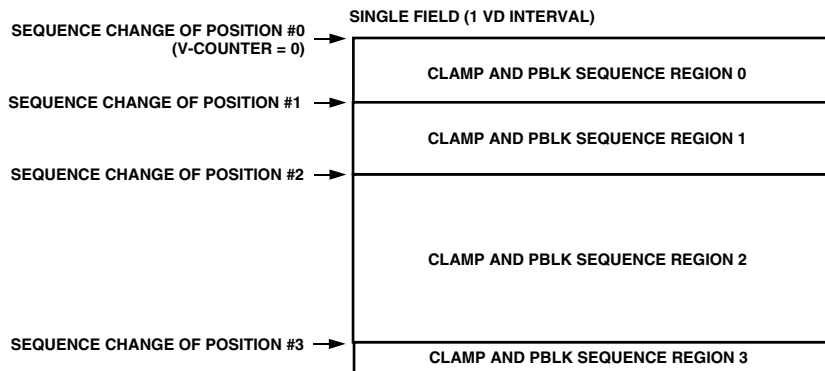 SINGLE FIELD (1 VD INTERVAL)
SEQUENCE CHANGE OF POSITION #0
(V-COUNTER = 0)
CLAMP AND PBLK SEQUENCE REGION 0
SEQUENCE CHANGE OF POSITION #1
CLAMP AND PBLK SEQUENCE REGION 1
SEQUENCE CHANGE OF POSITION #2
CLAMP AND PBLK SEQUENCE REGION 2
SEQUENCE CHANGE OF POSITION #3
CLAMP AND PBLK SEQUENCE REGION 3